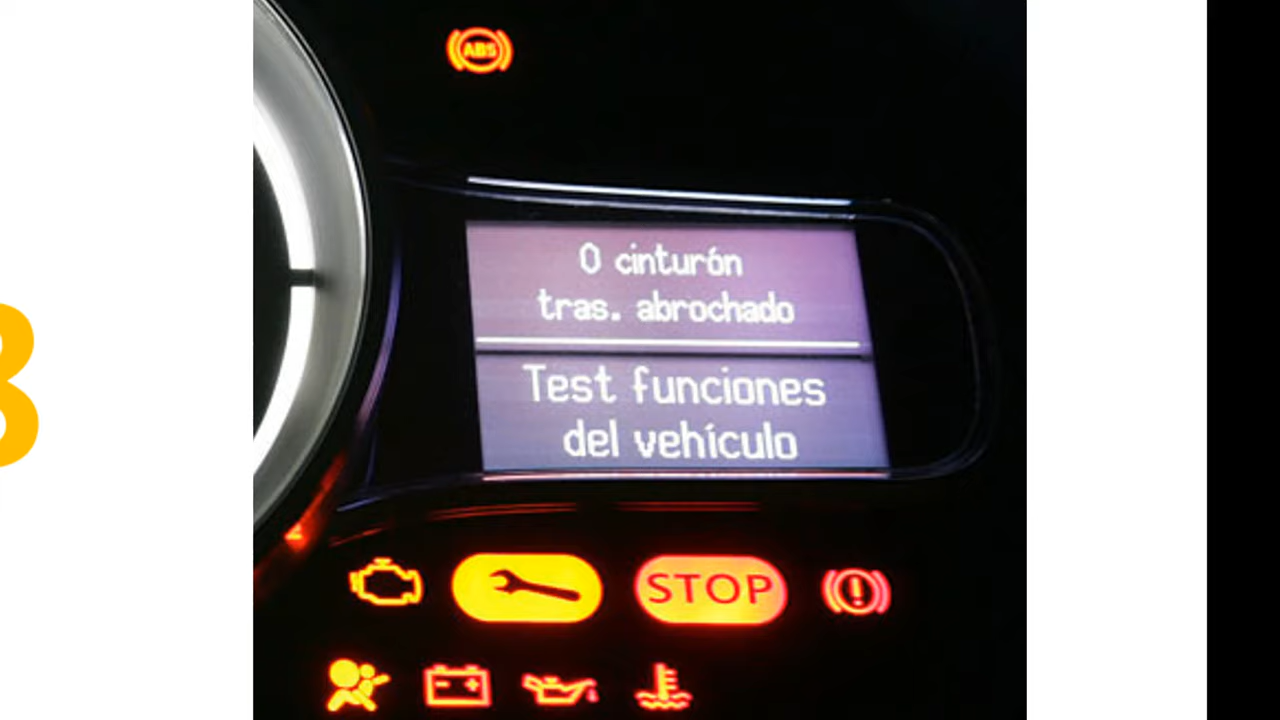 ABS
0 cinturón
tras. abrochado
Test funciones
del vehículo
STOP